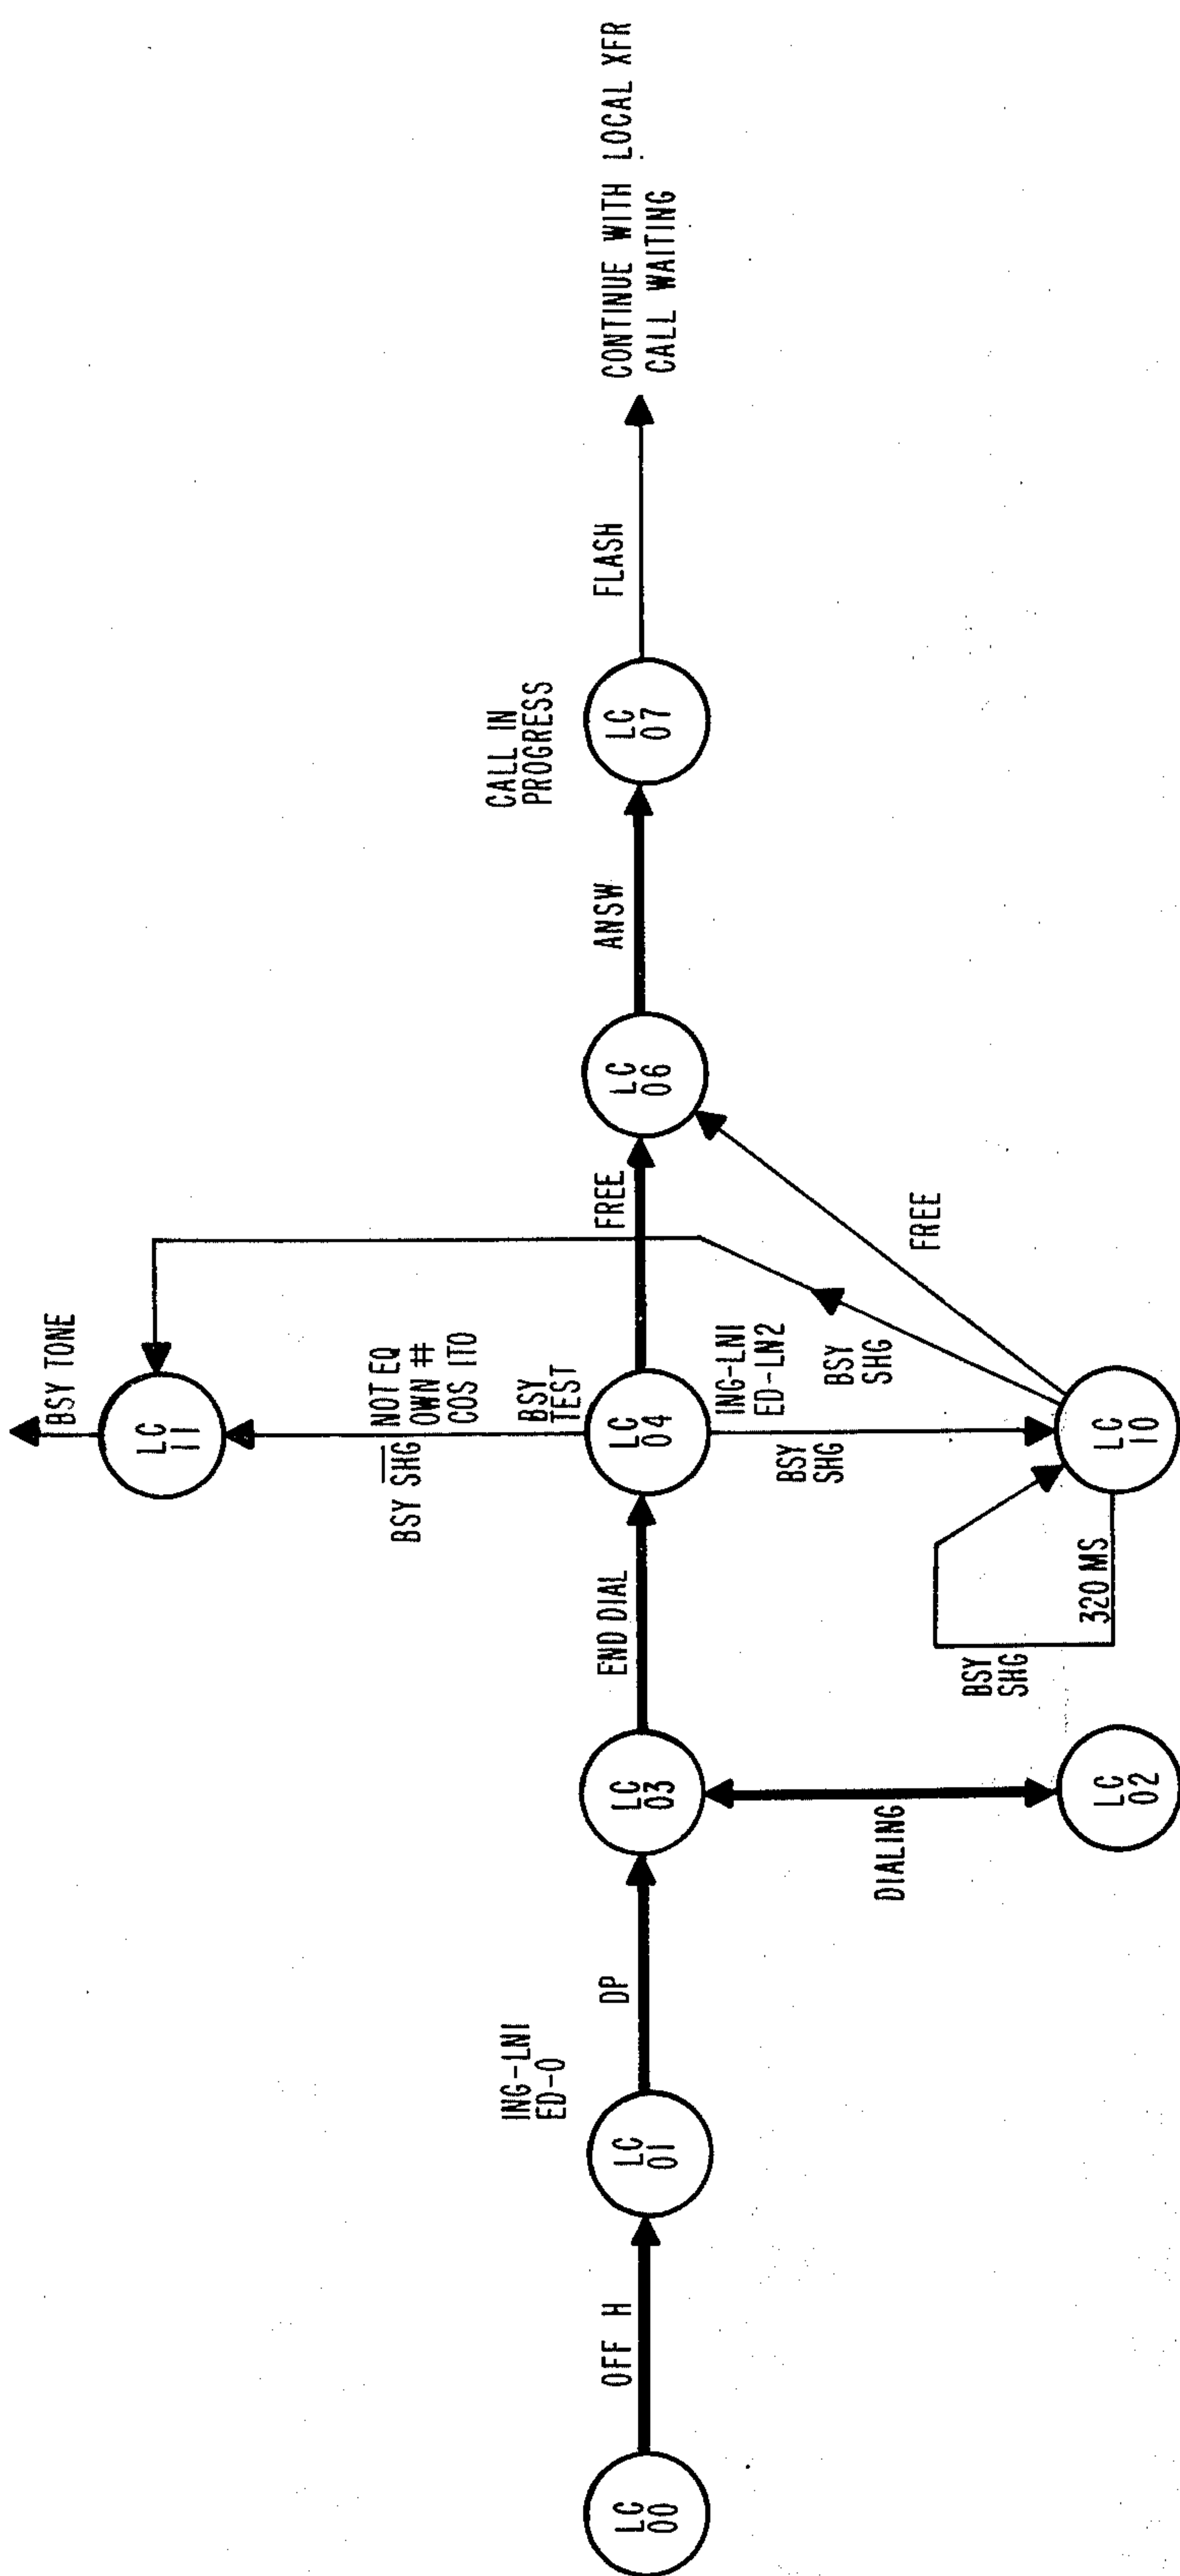 LC
00
OFF H
ING-LN1
ED-0
LC
01
DP
LC
03
DIALING
LC
02
END DIAL
BSY
TEST
LC
04
BSY SHG
NOT EQ
OWN #
COS ITO
LC
11
BSY TONE
BSY
SHG
ING-LN1
ED-LN2
BSY
SHG
320 MS
BSY
SHG
LC
10
FREE
FREE
LC
06
ANSW
CALL IN
PROGRESS
LC
07
FLASH
CONTINUE WITH LOCAL XFR
CALL WAITING